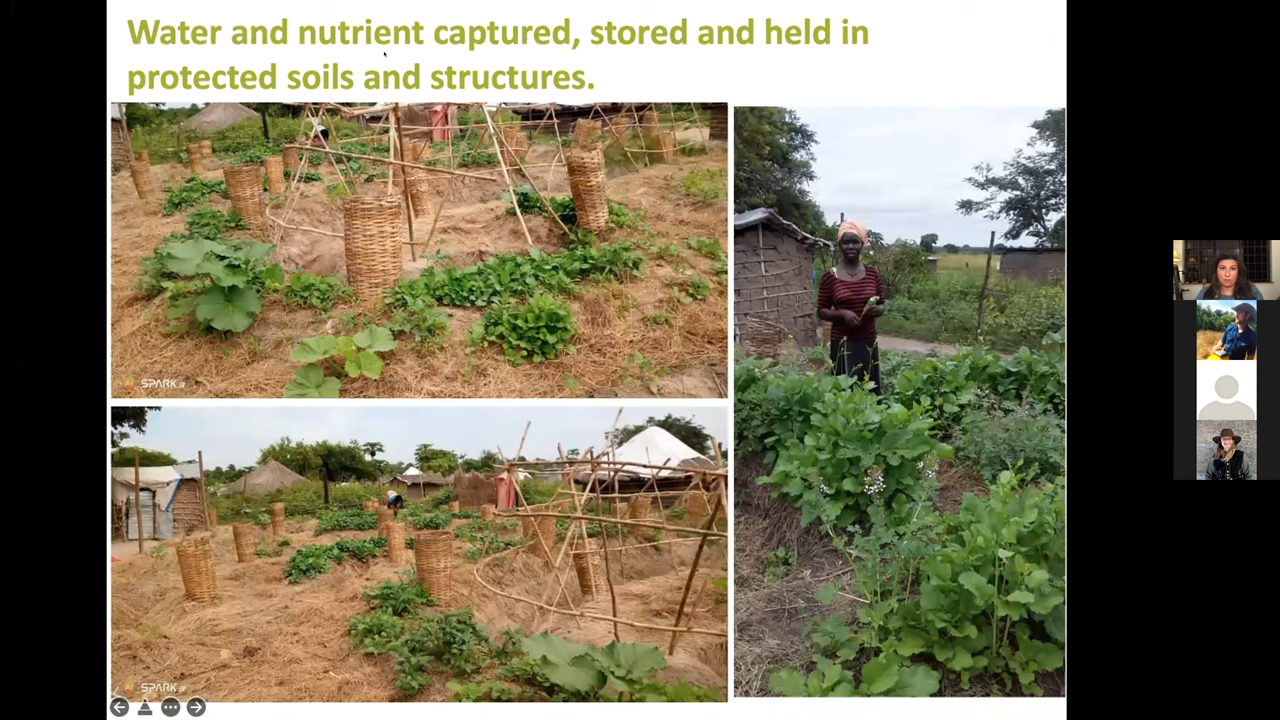 Water and nutrient captured, stored and held in
protected soils and structures.
SPARK
SPARK